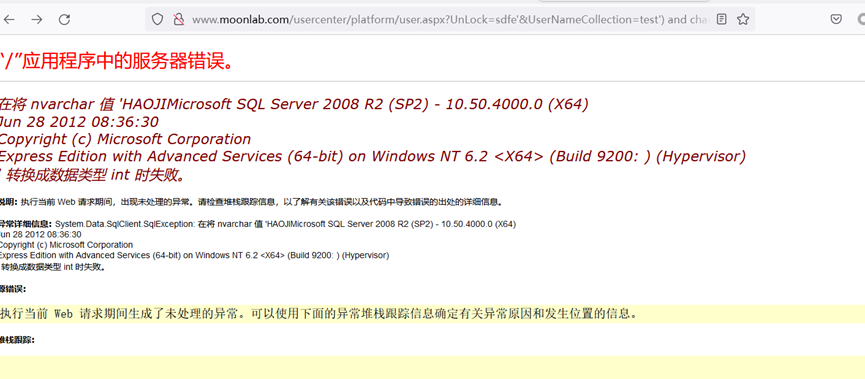 www.moonlab.com/usercenter/platform/user.aspx?UnLock=sdfe'&UserNameCollection=test') and cha
“/”应用程序中的服务器错误。
在将 nvarchar 值 'HAOJIMicrosoft SQL Server 2008 R2 (SP2) - 10.50.4000.0 (X64)
Jun 28 2012 08:36:30
Copyright (c) Microsoft Corporation
Express Edition with Advanced Services (64-bit) on Windows NT 6.2 <X64> (Build 9200: ) (Hypervisor)
' 转换成数据类型 int 时失败。
说明: 执行当前 Web 请求期间，出现未处理的异常。请检查堆栈跟踪信息，以了解有关该错误以及代码中导致错误的出处的详细信息。
异常详细信息: System.Data.SqlClient.SqlException: 在将 nvarchar 值 'HAOJIMicrosoft SQL Server 2008 R2 (SP2) - 10.50.4000.0 (X64)
Jun 28 2012 08:36:30
Copyright (c) Microsoft Corporation
Express Edition with Advanced Services (64-bit) on Windows NT 6.2 <X64> (Build 9200: ) (Hypervisor)
' 转换成数据类型 int 时失败。
源错误:
执行当前 Web 请求期间生成了未处理的异常。可以使用下面的异常堆栈跟踪信息确定有关异常原因和发生位置的信息。
堆栈跟踪: